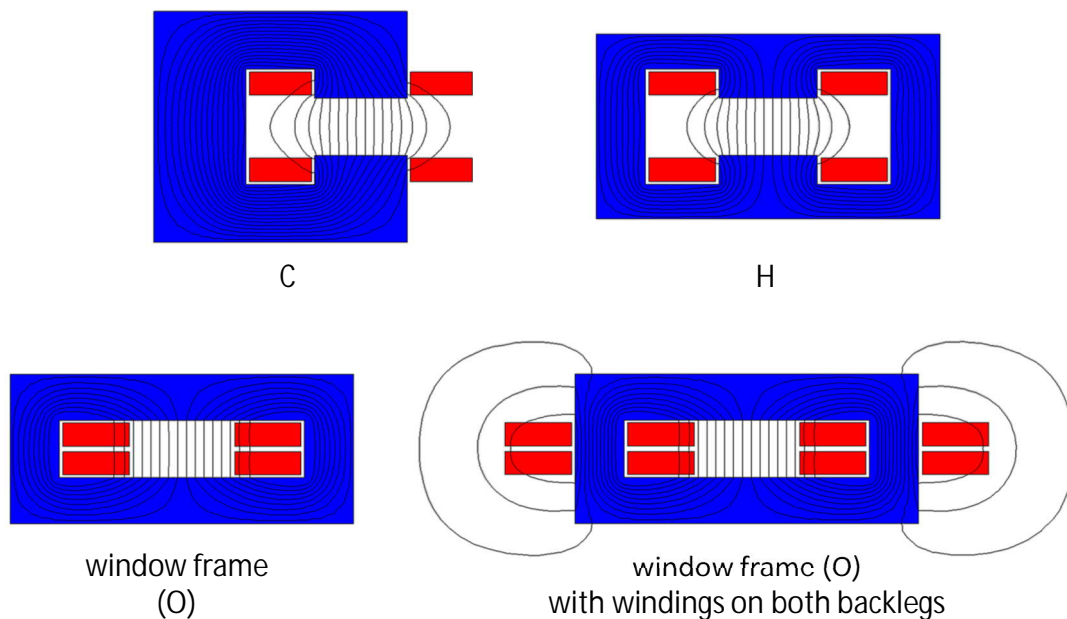 C
H
window frame
(O)
window frame (O)
with windings on both backlegs